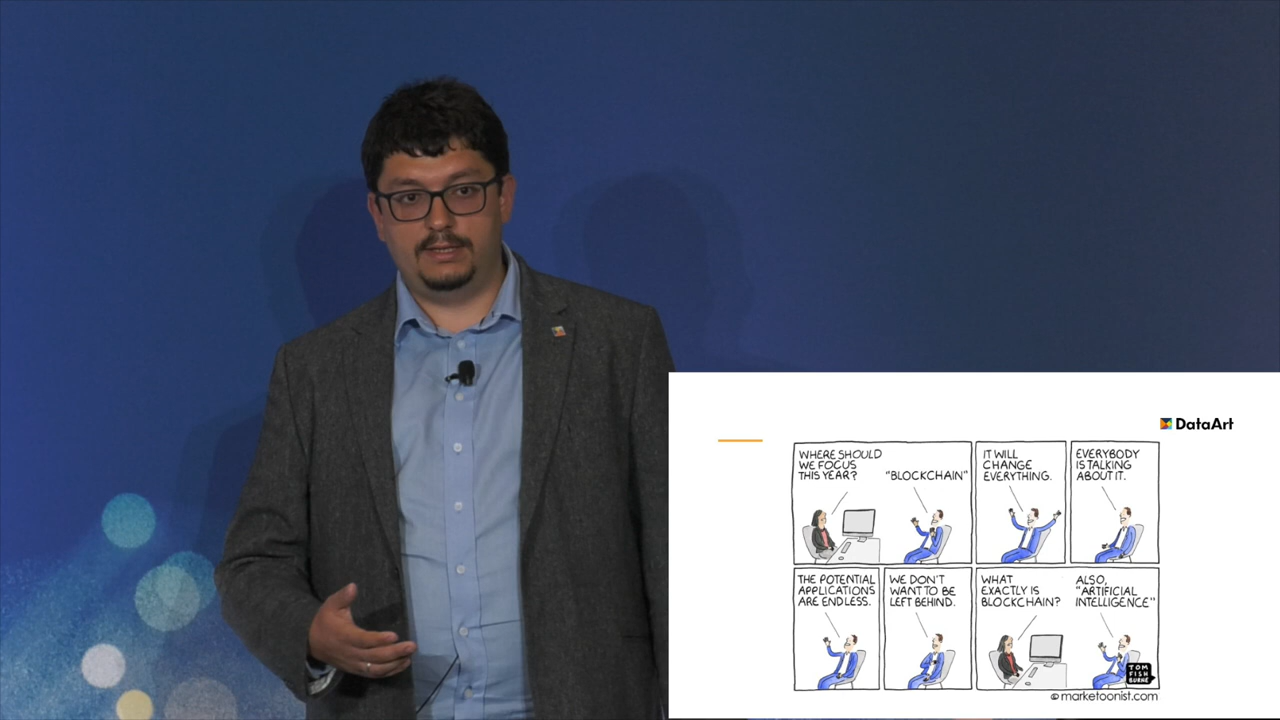 DataArt
WHERE SHOULD
WE FOCUS
THIS YEAR?
"BLOCKCHAIN"
IT WILL
CHANGE
EVERYTHING.
EVERYBODY
IS TALKING
ABOUT IT.
THE POTENTIAL
APPLICATIONS
ARE ENDLESS.
WE DON'T
WANT TO BE
LEFT BEHIND.
WHAT
EXACTLY IS
BLOCKCHAIN?
ALSO,
"ARTIFICIAL
INTELLIGENCE"
TOM
FISH
BURNE
© marketoonist.com